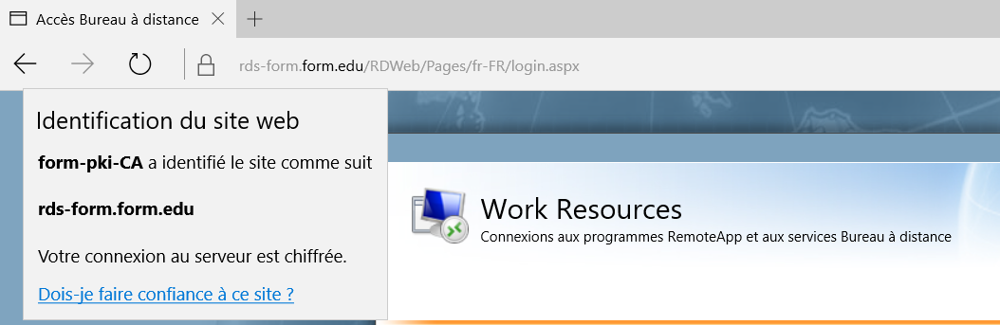 Accès Bureau à distance
rds-form.form.edu/RDWeb/Pages/fr-FR/login.aspx
Identification du site web
form-pki-CA a identifié le site comme suit
rds-form.form.edu
Votre connexion au serveur est chiffrée.
Dois-je faire confiance à ce site ?
Work Resources
Connexions aux programmes RemoteApp et aux services Bureau à distance